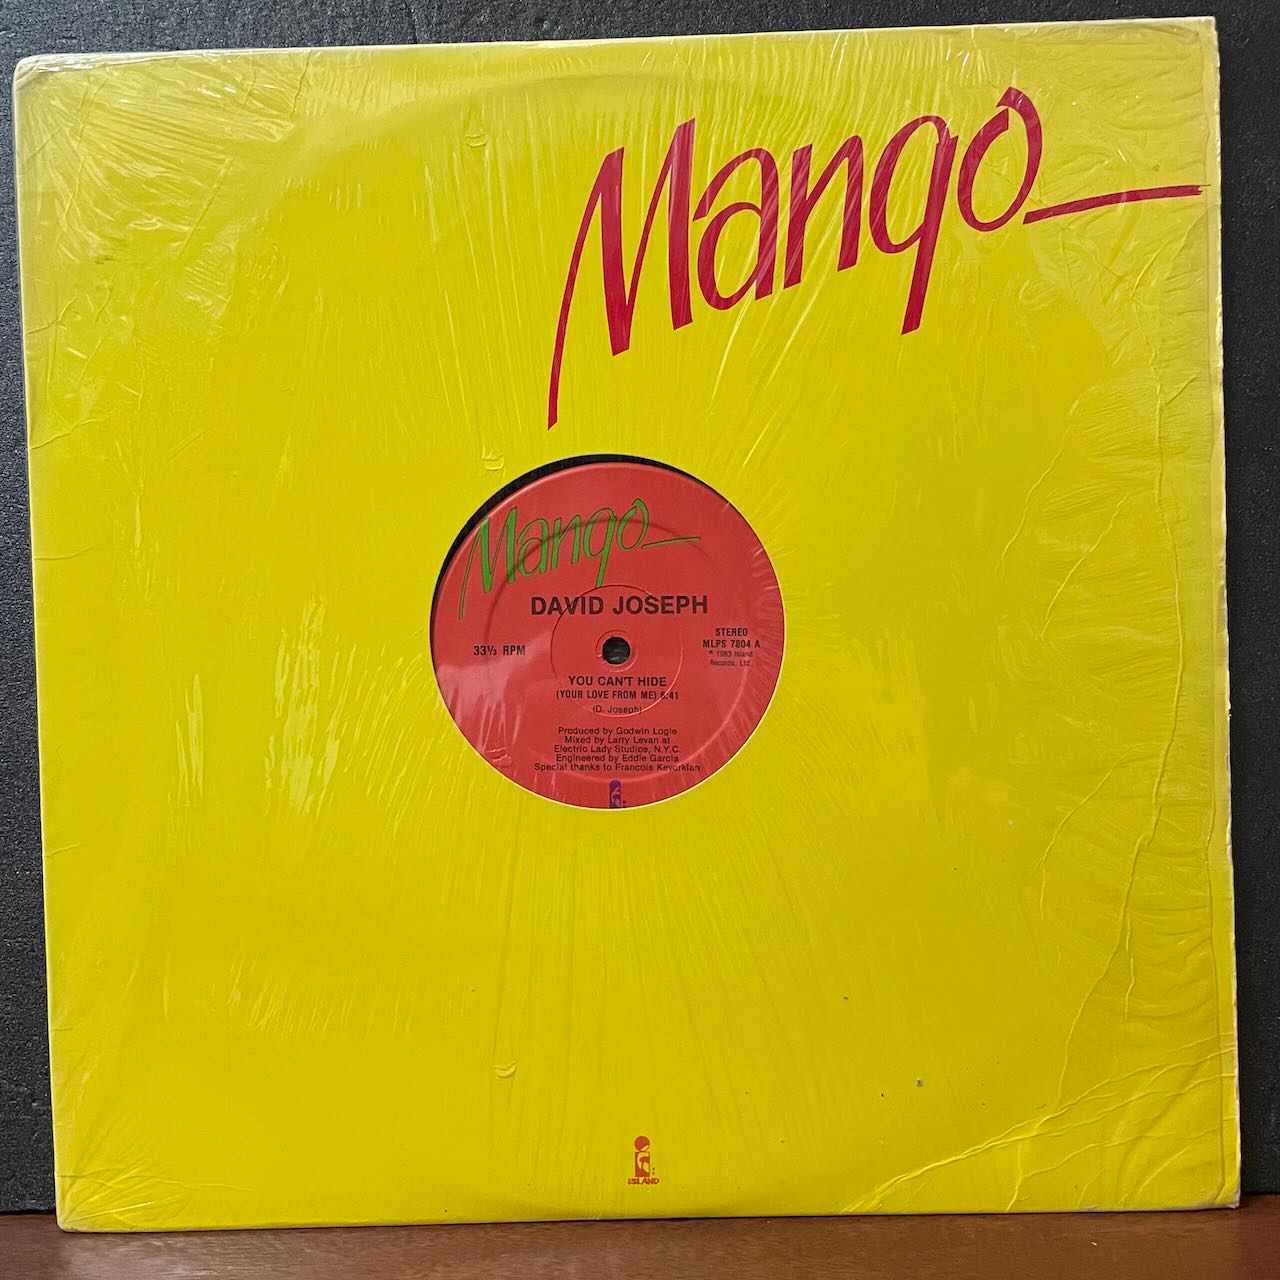 Mango
Mango
DAVID JOSEPH
33⅓ RPM
STEREO
MLPS 7804 A
℗ 1983 Island
Records, Ltd.
YOU CAN'T HIDE
(YOUR LOVE FROM ME) 6:41
(D. Joseph)
Produced by Godwin Logie
Mixed by Larry Levan at
Electric Lady Studios, N.Y.C.
Engineered by Eddie Garcia
Special thanks to Francois Kevorkian
ISLAND